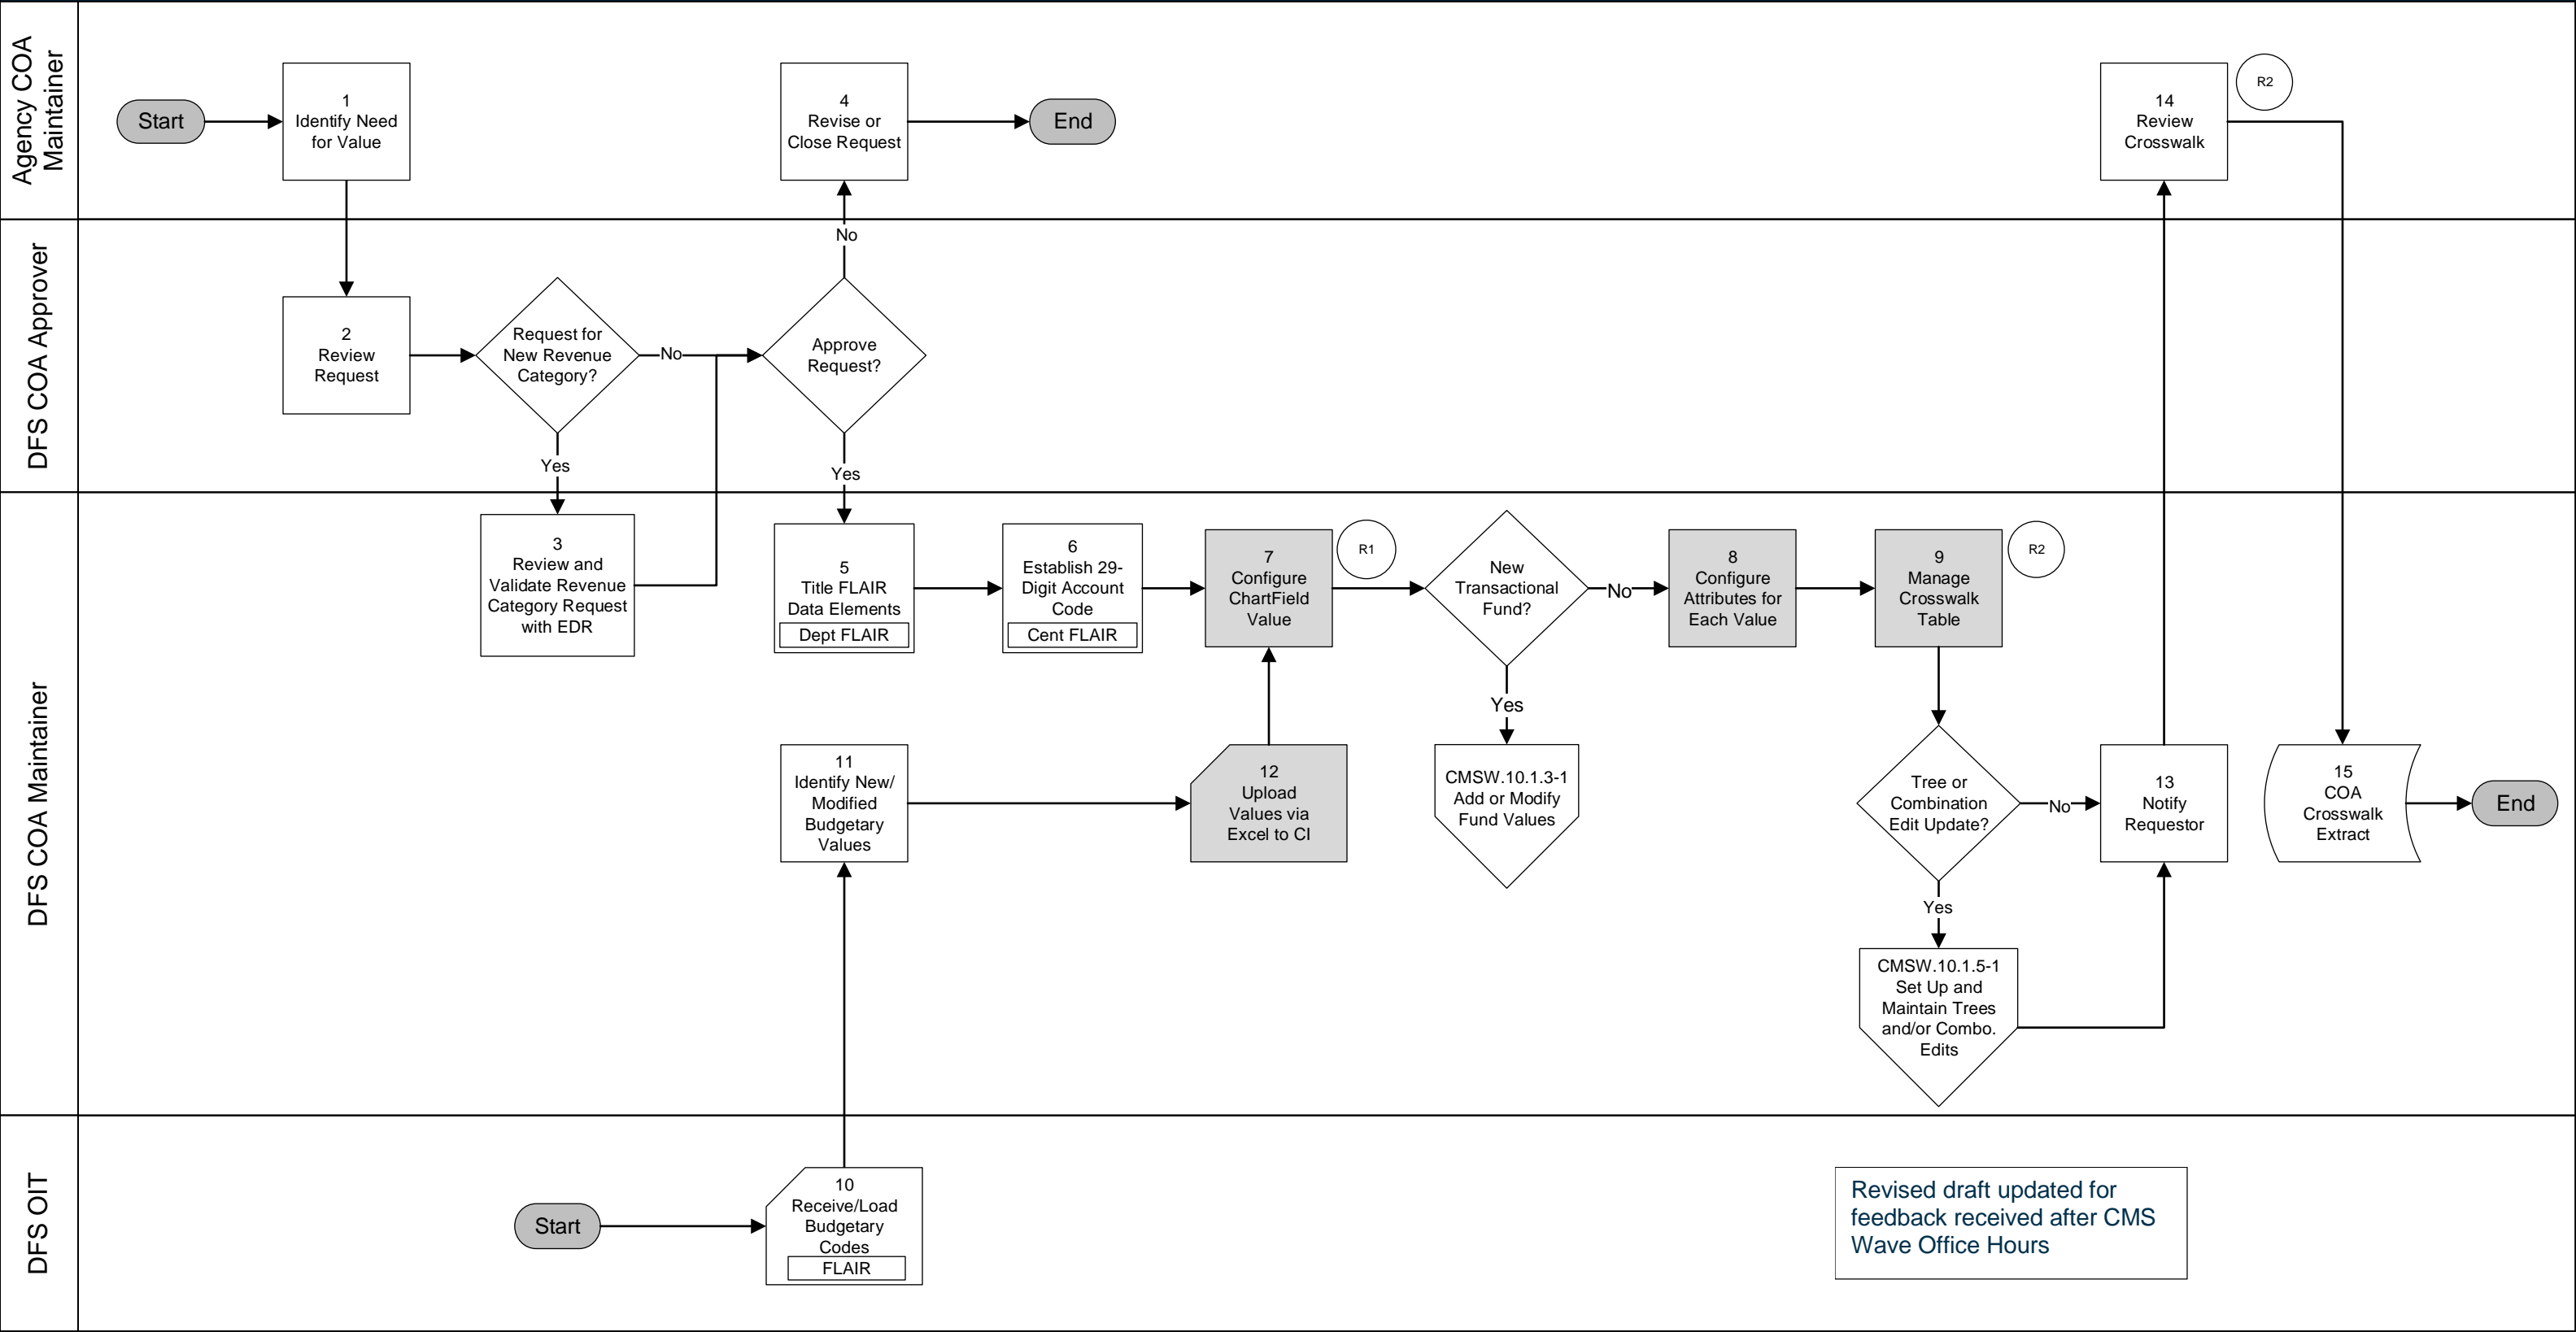 Agency COA
Maintainer
Start
1
Identify Need
for Value
4
Revise or
Close Request
End
14
Review
Crosswalk
R2
DFS COA Approver
2
Review
Request
Request for
New Revenue
Category?
No
Yes
Approve
Request?
No
Yes
DFS COA Maintainer
3
Review and
Validate Revenue
Category Request
with EDR
5
Title FLAIR
Data Elements
Dept FLAIR
6
Establish 29-
Digit Account
Code
Cent FLAIR
7
Configure
ChartField
Value
R1
New
Transactional
Fund?
No
Yes
8
Configure
Attributes for
Each Value
9
Manage
Crosswalk
Table
R2
11
Identify New/
Modified
Budgetary
Values
12
Upload
Values via
Excel to CI
CMSW.10.1.3-1
Add or Modify
Fund Values
Tree or
Combination
Edit Update?
No
Yes
13
Notify
Requestor
15
COA
Crosswalk
Extract
End
CMSW.10.1.5-1
Set Up and
Maintain Trees
and/or Combo.
Edits
DFS OIT
Start
10
Receive/Load
Budgetary
Codes
FLAIR
Revised draft updated for
feedback received after CMS
Wave Office Hours